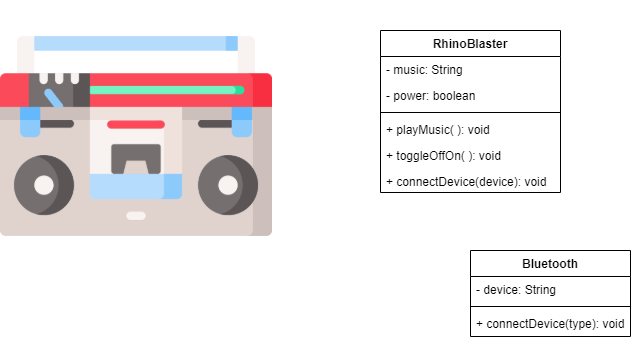 RhinoBlaster
- music: String
- power: boolean
+ playMusic( ): void
+ toggleOffOn( ): void
+ connectDevice(device): void
Bluetooth
- device: String
+ connectDevice(type): void